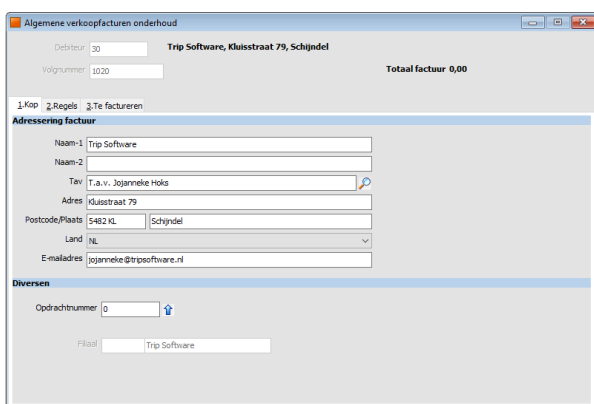 Algemene verkoopfacturen onderhoud
Debiteur 30 Trip Software, Kluisstraat 79, Schijndel
Volgnummer 1020 Totaal factuur 0,00
1.Kop 2.Regels 3.Te factureren
Adressering factuur
Naam-1 Trip Software
Naam-2
Tav T.a.v. Jojanneke Hoks
Adres Kluisstraat 79
Postcode/Plaats 5482 KL Schijndel
Land NL
E-mailadres jojanneke@tripsoftware.nl
Diversen
Opdrachtnummer 0
Filiaal Trip Software